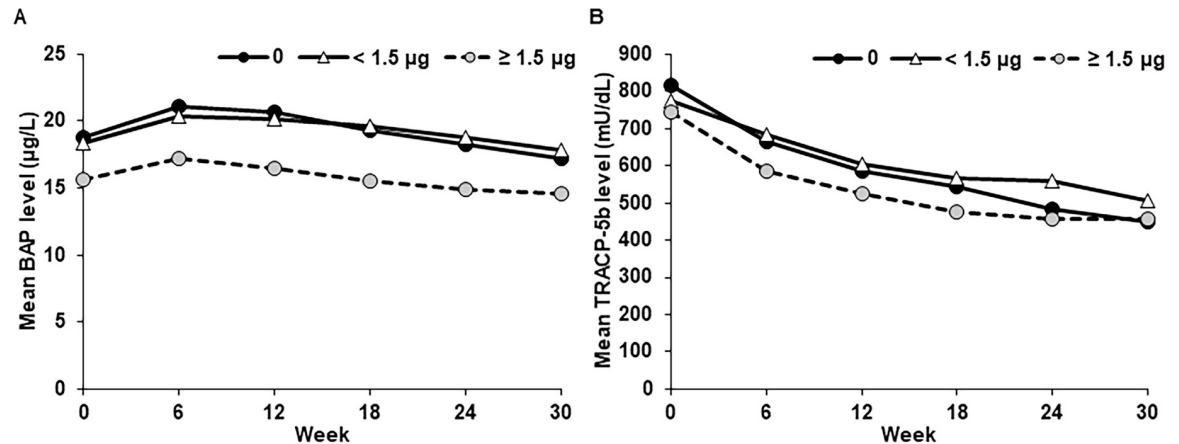 A
Mean BAP level (µg/L)
0 < 1.5 µg ≥ 1.5 µg
25
20
15
10
5
0
0 6 12 18 24 30
Week
B
Mean TRACP-5b level (mU/dL)
0 < 1.5 µg ≥ 1.5 µg
900
800
700
600
500
400
300
200
100
0
0 6 12 18 24 30
Week